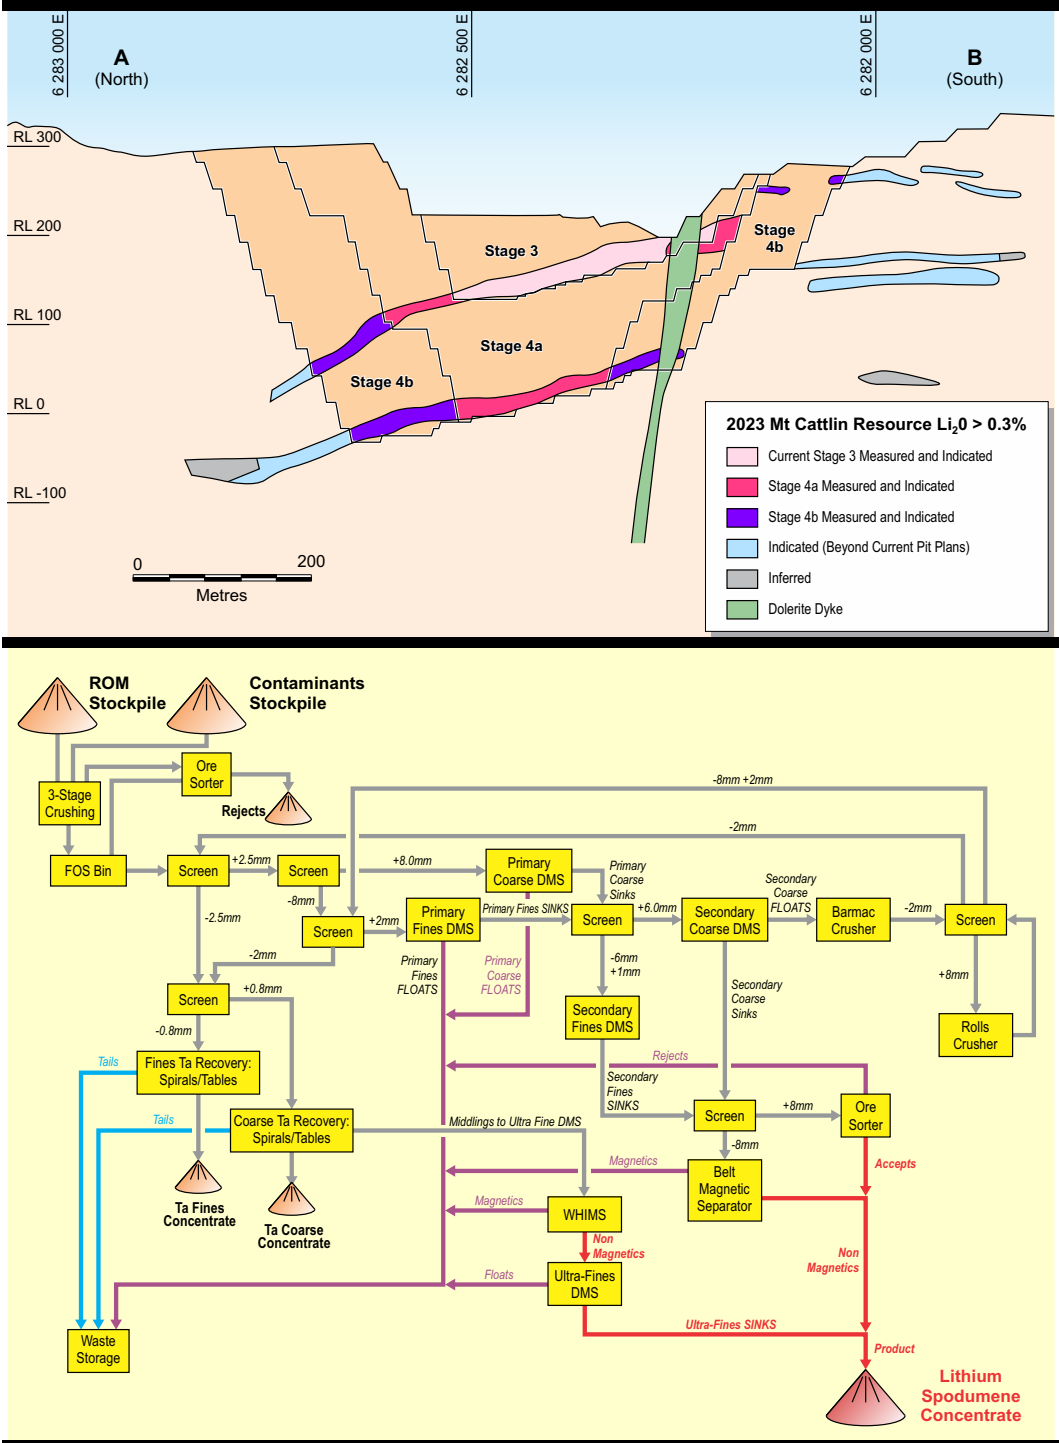 6 283 000 E
6 282 500 E
6 282 000 E
A
(North)
B
(South)
RL 300
RL 200
RL 100
RL 0
RL -100
Stage 3
Stage
4b
Stage 4a
Stage 4b
0
200
Metres
2023 Mt Cattlin Resource Li20 > 0.3%
Current Stage 3 Measured and Indicated
Stage 4a Measured and Indicated
Stage 4b Measured and Indicated
Indicated (Beyond Current Pit Plans)
Inferred
Dolerite Dyke
ROM
Stockpile
Contaminants
Stockpile
Ore
Sorter
3-Stage
Crushing
Rejects
-8mm +2mm
-2mm
FOS Bin
Screen
+2.5mm
Screen
+8.0mm
Primary
Coarse DMS
Primary
Coarse
Sinks
Secondary
Coarse
FLOATS
-8mm
-2.5mm
Screen
+2mm
Primary
Fines DMS
Primary Fines SINKS
Screen
+6.0mm
Secondary
Coarse DMS
Barmac
Crusher
-2mm
Screen
-2mm
Primary
Fines
FLOATS
Primary
Coarse
FLOATS
-6mm
+1mm
+8mm
Screen
+0.8mm
Secondary
Coarse
Sinks
Secondary
Fines DMS
Rolls
Crusher
-0.8mm
Tails
Fines Ta Recovery:
Spirals/Tables
Rejects
Secondary
Fines
SINKS
Tails
Coarse Ta Recovery:
Spirals/Tables
Middlings to Ultra Fine DMS
Screen
+8mm
Ore
Sorter
-8mm
Magnetics
Belt
Magnetic
Separator
Accepts
Ta Fines
Concentrate
Ta Coarse
Concentrate
Magnetics
WHIMS
Non
Magnetics
Non
Magnetics
Floats
Ultra-Fines
DMS
Ultra-Fines SINKS
Waste
Storage
Product
Lithium
Spodumene
Concentrate